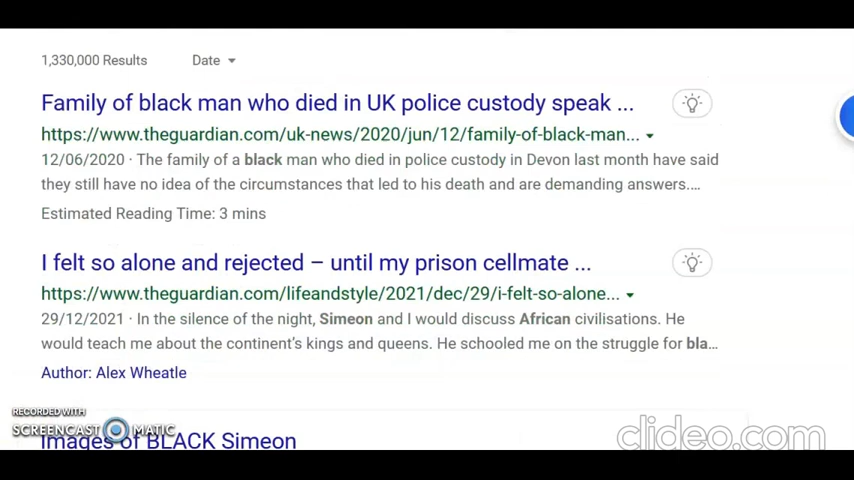 1,330,000 Results Date
Family of black man who died in UK police custody speak ...
https://www.theguardian.com/uk-news/2020/jun/12/family-of-black-man...
12/06/2020 · The family of a black man who died in police custody in Devon last month have said
they still have no idea of the circumstances that led to his death and are demanding answers....
Estimated Reading Time: 3 mins
I felt so alone and rejected – until my prison cellmate ...
https://www.theguardian.com/lifeandstyle/2021/dec/29/i-felt-so-alone...
29/12/2021 · In the silence of the night, Simeon and I would discuss African civilisations. He
would teach me about the continent's kings and queens. He schooled me on the struggle for bla...
Author: Alex Wheatle
RECORDED WITH
SCREENCAST MATIC
Images of BLACK Simeon
clideo.com